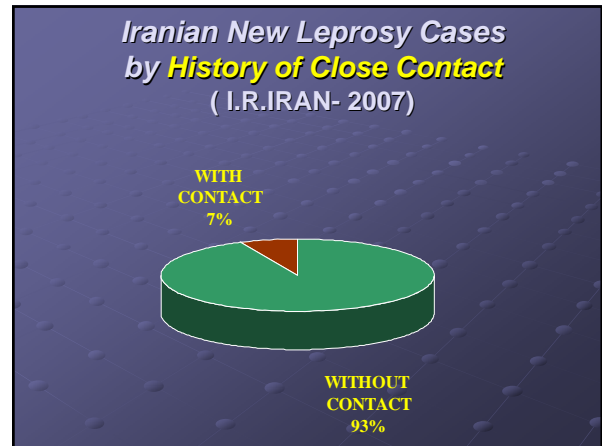 Iranian New Leprosy Cases
by History of Close Contact
( I.R.IRAN- 2007)
WITH
CONTACT
7%
WITHOUT
CONTACT
93%